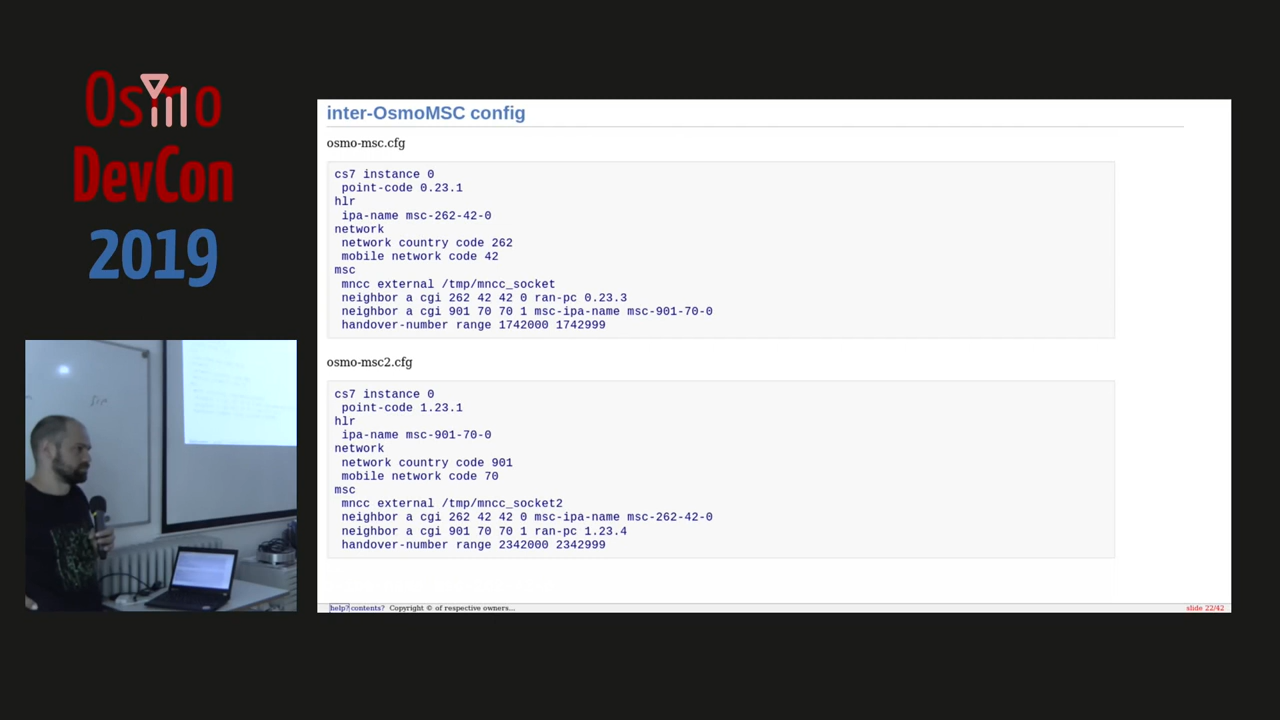 Osmo
DevCon
2019
inter-OsmoMSC config
osmo-msc.cfg
cs7 instance 0
point-code 0.23.1
hlr
ipa-name msc-262-42-0
network
network country code 262
mobile network code 42
msc
mncc external /tmp/mncc_socket
neighbor a cgi 262 42 42 0 ran-pc 0.23.3
neighbor a cgi 901 70 70 1 msc-ipa-name msc-901-70-0
handover-number range 1742000 1742999
osmo-msc2.cfg
cs7 instance 0
point-code 1.23.1
hlr
ipa-name msc-901-70-0
network
network country code 901
mobile network code 70
msc
mncc external /tmp/mncc_socket2
neighbor a cgi 262 42 42 0 msc-ipa-name msc-262-42-0
neighbor a cgi 901 70 70 1 ran-pc 1.23.4
handover-number range 2342000 2342999
help? contents? Copyright © of respective owners... slide 22/42